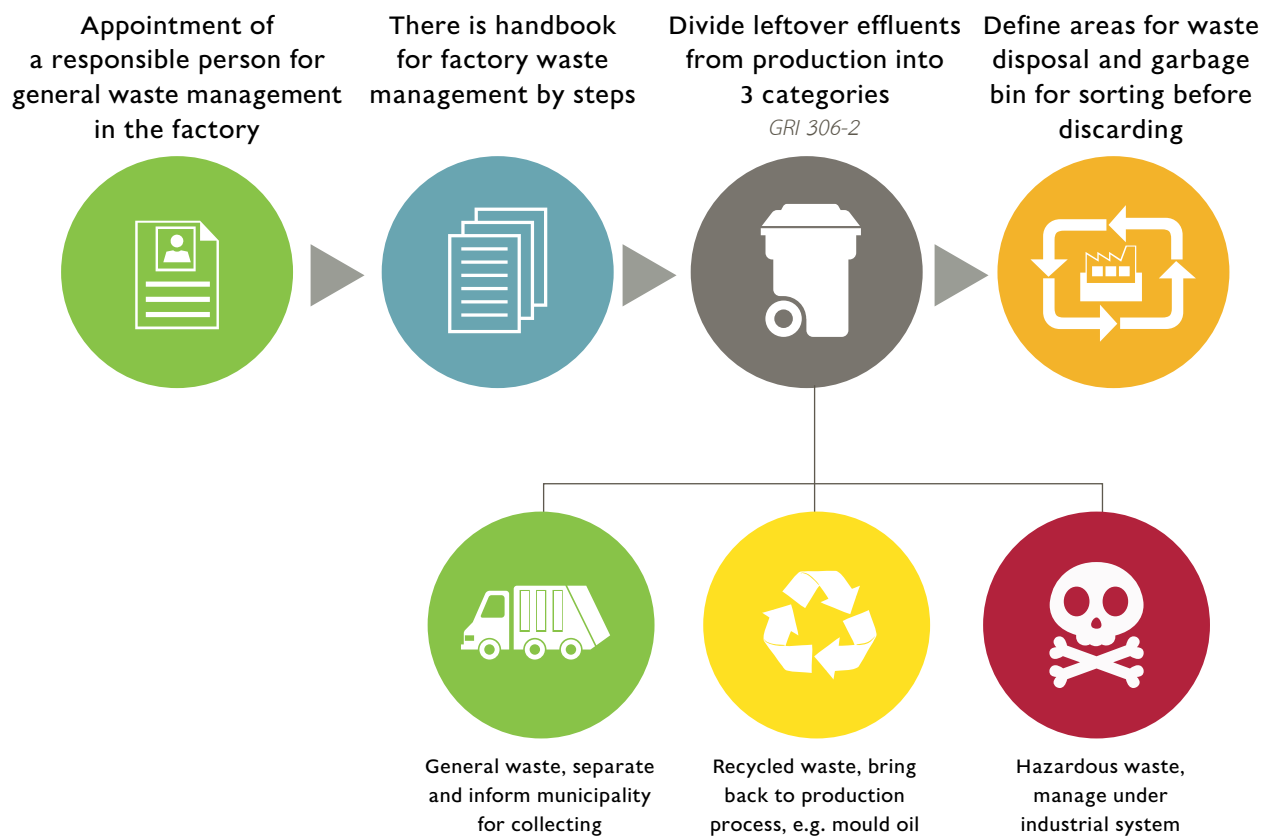 Appointment of
a responsible person for
general waste management
in the factory
There is handbook
for factory waste
management by steps
Divide leftover effluents
from production into
3 categories
GRI 306-2
Define areas for waste
disposal and garbage
bin for sorting before
discarding
General waste, separate
and inform municipality
for collecting
Recycled waste, bring
back to production
process, e.g. mould oil
Hazardous waste,
manage under
industrial system